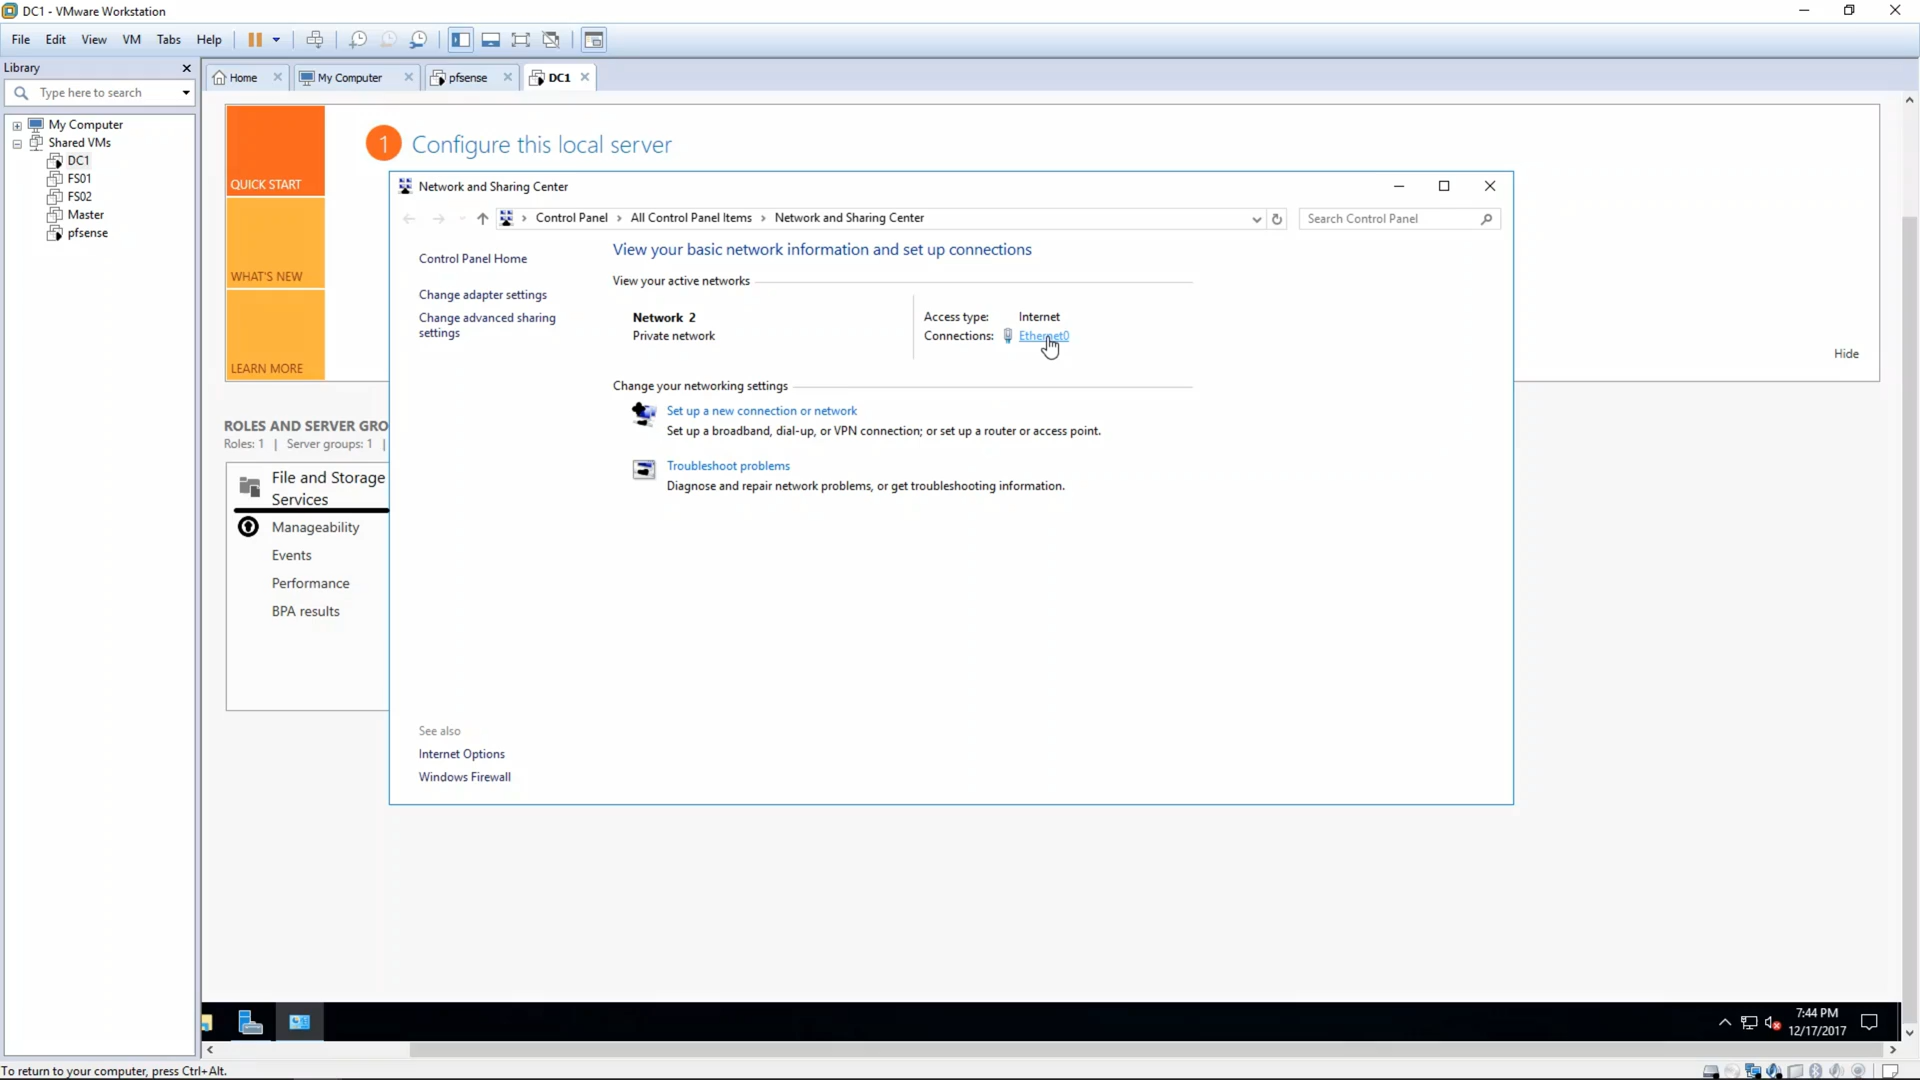 DC1 - VMware Workstation
File Edit View VM Tabs Help
Library
Type here to search
My Computer
Shared VMs
DC1
FS01
FS02
Master
pfsense
Home
My Computer
pfsense
DC1
1 Configure this local server
QUICK START
WHAT'S NEW
LEARN MORE
Hide
ROLES AND SERVER GRO
Roles: 1 | Server groups: 1 |
File and Storage
Services
Manageability
Events
Performance
BPA results
Network and Sharing Center
Control Panel > All Control Panel Items > Network and Sharing Center
Search Control Panel
Control Panel Home
Change adapter settings
Change advanced sharing
settings
View your basic network information and set up connections
View your active networks
Network 2
Private network
Access type: Internet
Connections: Ethernet0
Change your networking settings
Set up a new connection or network
Set up a broadband, dial-up, or VPN connection; or set up a router or access point.
Troubleshoot problems
Diagnose and repair network problems, or get troubleshooting information.
See also
Internet Options
Windows Firewall
7:44 PM
12/17/2017
To return to your computer, press Ctrl+Alt.